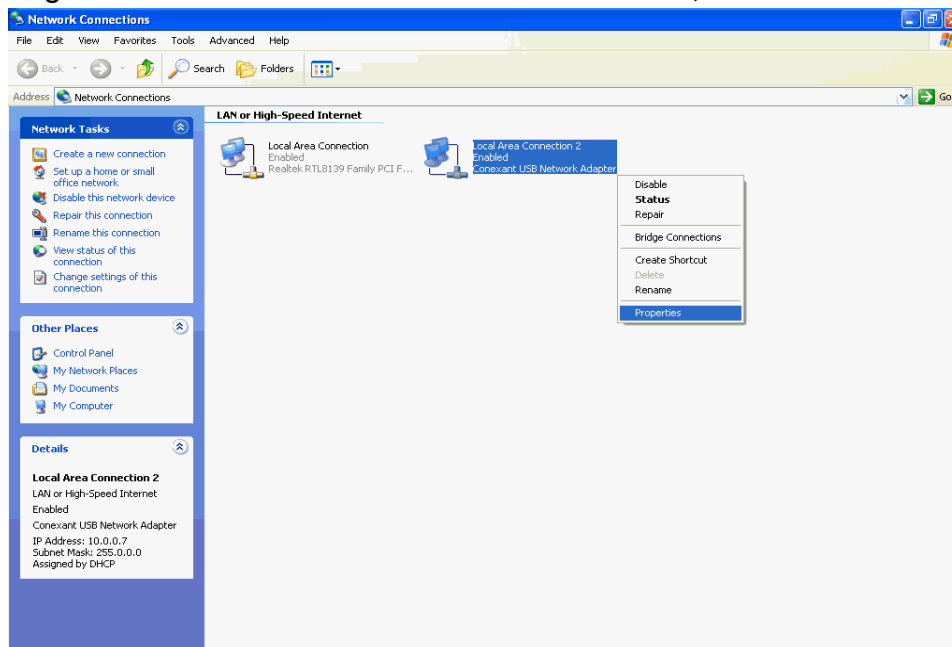 Network Connections
File Edit View Favorites Tools Advanced Help
Back Search Folders
Address Network Connections Go
LAN or High-Speed Internet
Network Tasks
Create a new connection
Set up a home or small
office network
Disable this network device
Repair this connection
Rename this connection
View status of this
connection
Change settings of this
connection
Other Places
Control Panel
My Network Places
My Documents
My Computer
Details
Local Area Connection 2
LAN or High-Speed Internet
Enabled
Conexant USB Network Adapter
IP Address: 10.0.0.7
Subnet Mask: 255.0.0.0
Assigned by DHCP
Local Area Connection
Enabled
Realtek RTL8139 Family PCI F...
Local Area Connection 2
Enabled
Conexant USB Network Adapter
Disable
Status
Repair
Bridge Connections
Create Shortcut
Delete
Rename
Properties